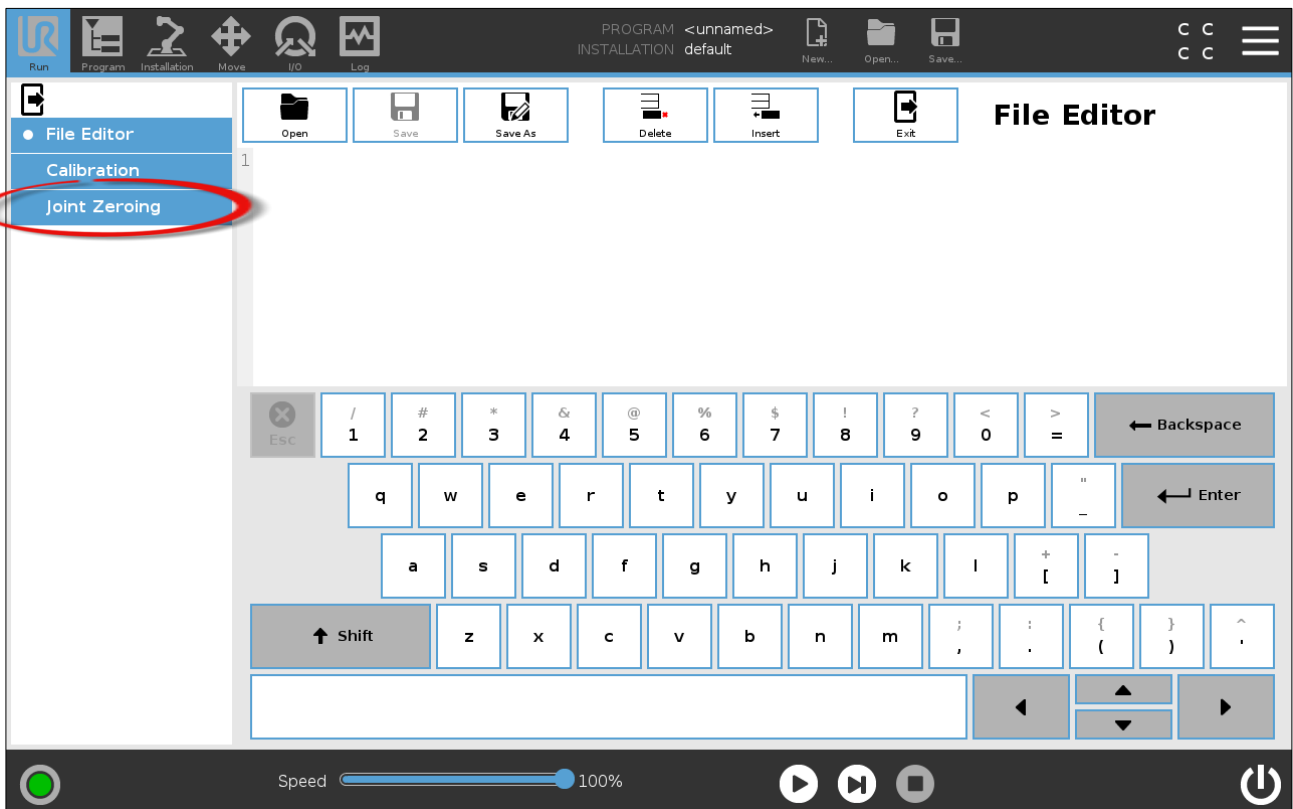 UR
PROGRAM <unnamed>
INSTALLATION default
C C
C C
Run Program Installation Move I/O Log New... Open... Save...
File Editor
Calibration
Joint Zeroing
Open Save Save As Delete Insert Exit File Editor
1
Esc
/ # * & @ % $ ! ? < >
1 2 3 4 5 6 7 8 9 0 = Backspace
q w e r t y u i o p " _ Enter
a s d f g h j k l + [ - ]
Shift z x c v b n m ; , : . { ( } ) ^ '
Speed 100%